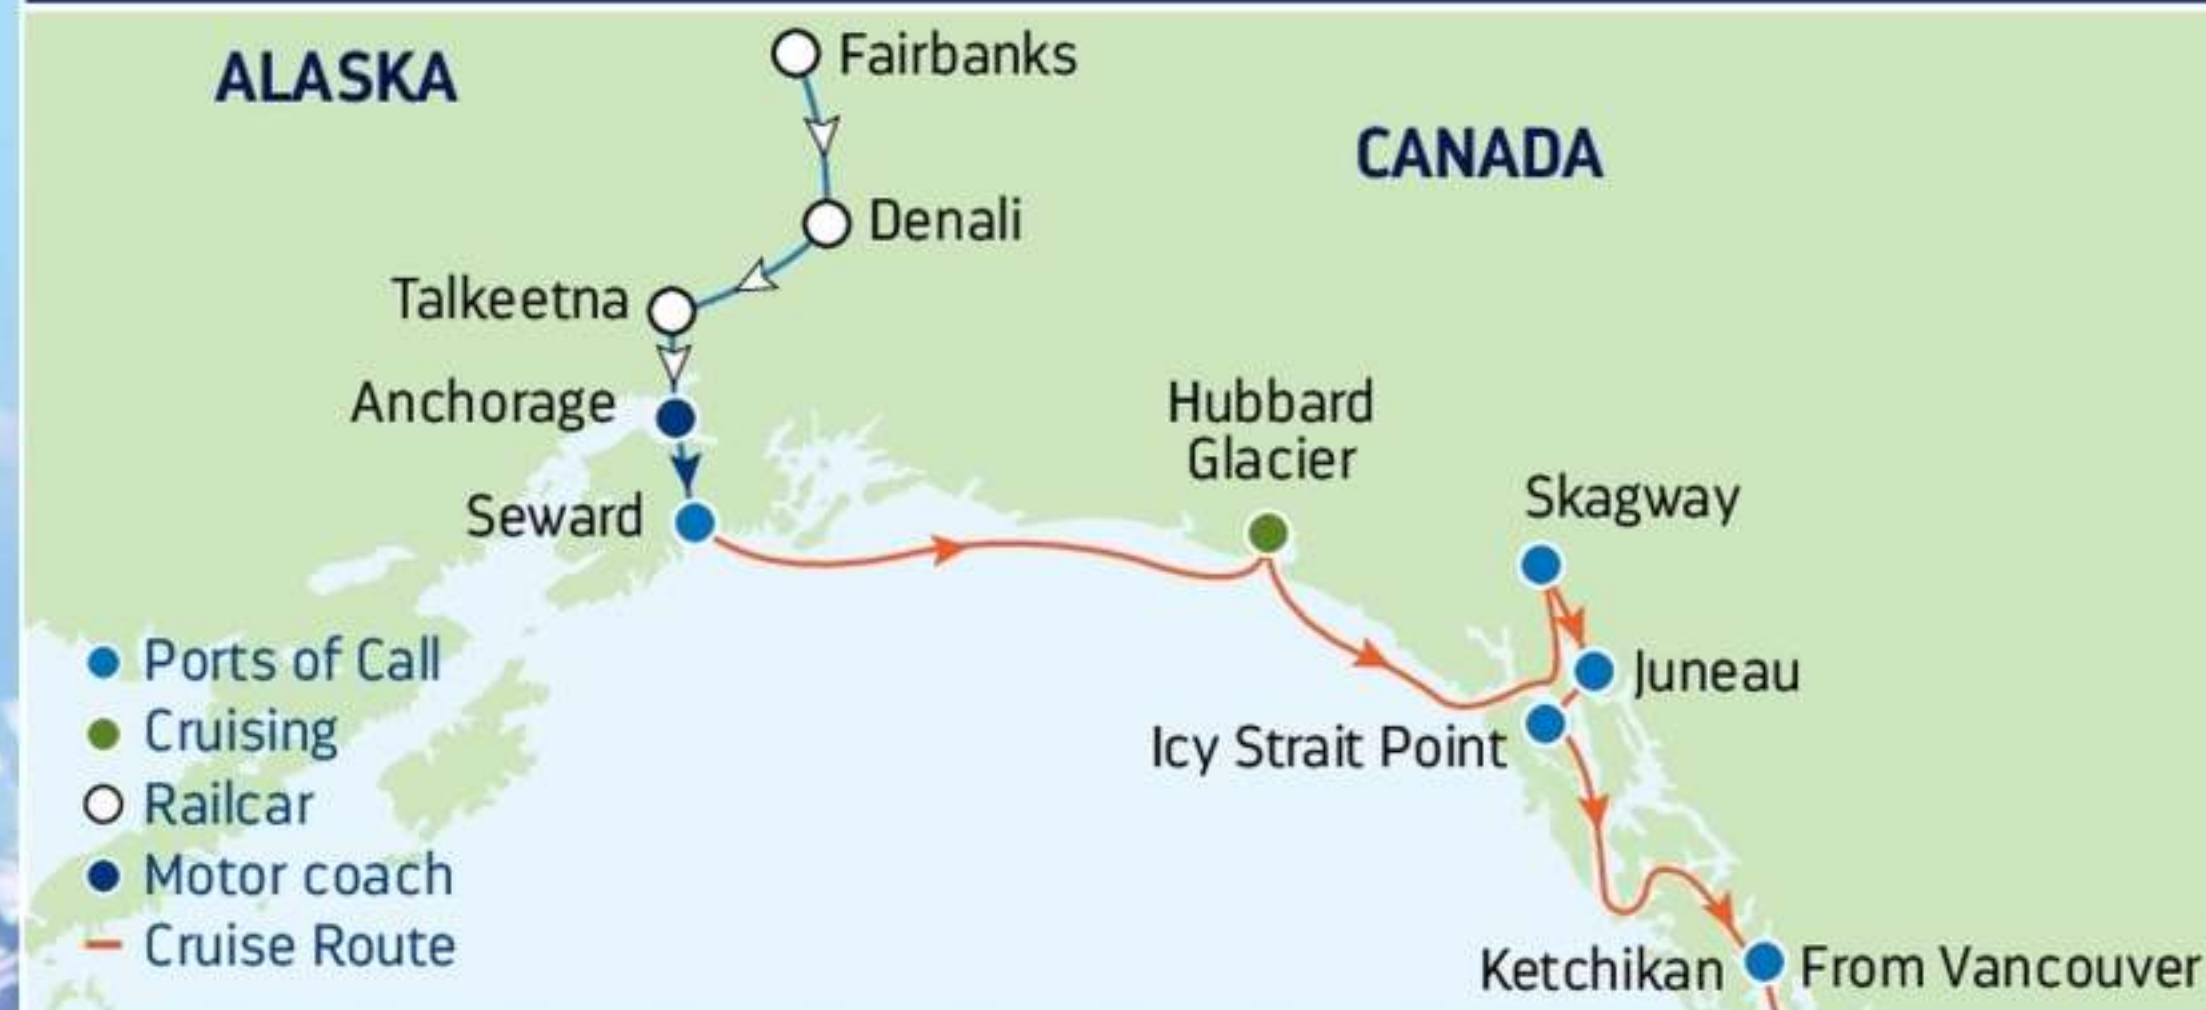 ALASKA
Fairbanks
CANADA
Denali
Talkeetna
Anchorage
Hubbard
Glacier
Skagway
Seward
Juneau
Icy Strait Point
Ports of Call
Cruising
Railcar
Motor coach
Cruise Route
Ketchikan
From Vancouver